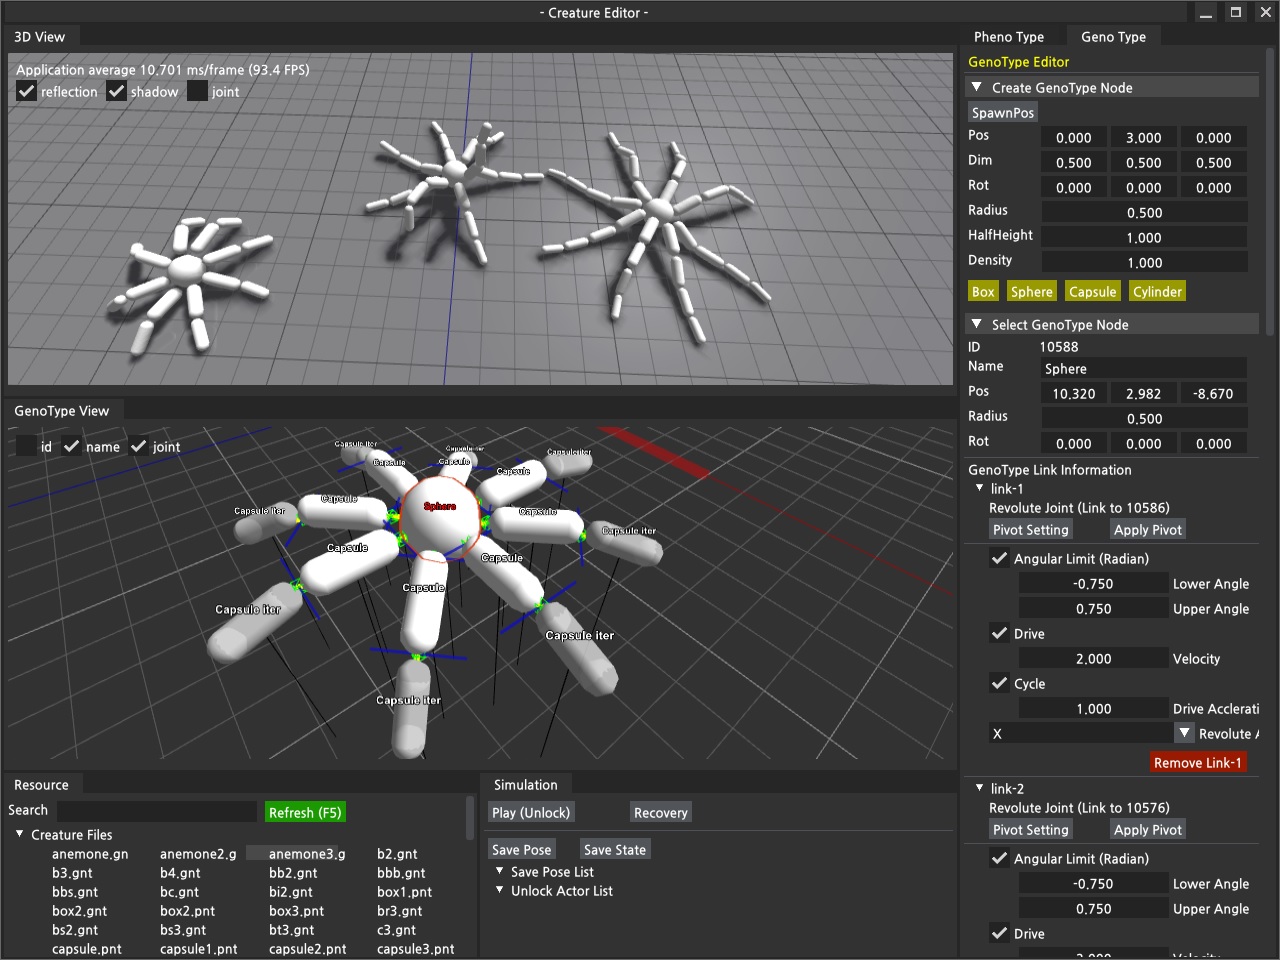 - Creature Editor -
3D View
Application average 10.701 ms/frame (93.4 FPS)
reflection shadow joint
GenoType View
id name joint
Capsule iter Capsule iter
Capsule Capsule Capsule iter
Capsule
Capsule Sphere
Capsule iter Capsule
Capsule iter
Capsule Capsule
Capsule
Capsule iter
Capsule iter
Capsule iter
Resource
Search Refresh (F5)
Creature Files
anemone.gn anemone2.g anemone3.g b2.gnt
b3.gnt b4.gnt bb2.gnt bbb.gnt
bbs.gnt bc.gnt bi2.gnt box1.pnt
box2.gnt box2.pnt box3.pnt br3.gnt
bs2.gnt bs3.gnt bt3.gnt c3.gnt
capsule.pnt capsule1.pnt capsule2.pnt capsule3.pnt
Simulation
Play (Unlock) Recovery
Save Pose Save State
Save Pose List
Unlock Actor List
Pheno Type Geno Type
GenoType Editor
Create GenoType Node
SpawnPos
Pos 0.000 3.000 0.000
Dim 0.500 0.500 0.500
Rot 0.000 0.000 0.000
Radius 0.500
HalfHeight 1.000
Density 1.000
Box Sphere Capsule Cylinder
Select GenoType Node
ID 10588
Name Sphere
Pos 10.320 2.982 -8.670
Radius 0.500
Rot 0.000 0.000 0.000
GenoType Link Information
link-1
Revolute Joint (Link to 10586)
Pivot Setting Apply Pivot
Angular Limit (Radian)
-0.750 Lower Angle
0.750 Upper Angle
Drive
2.000 Velocity
Cycle
1.000 Drive Acclerati
X Revolute A
Remove Link-1
link-2
Revolute Joint (Link to 10576)
Pivot Setting Apply Pivot
Angular Limit (Radian)
-0.750 Lower Angle
0.750 Upper Angle
Drive